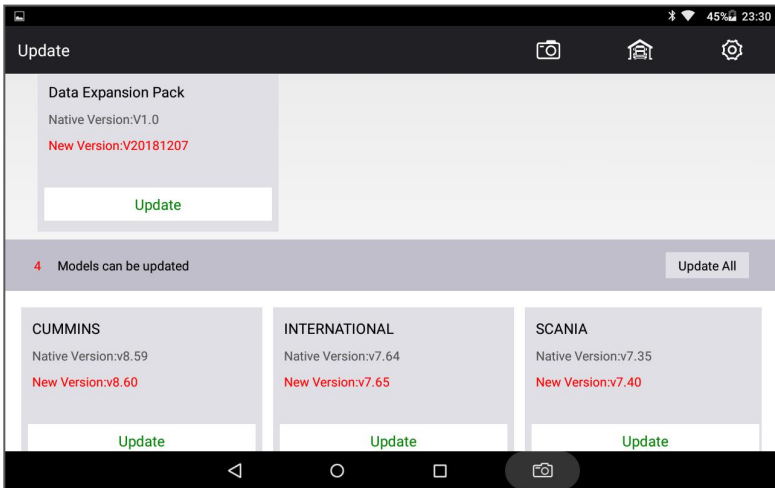 45% 23:30
Update
Data Expansion Pack
Native Version:V1.0
New Version:V20181207
Update
4 Models can be updated
Update All
CUMMINS
Native Version:v8.59
New Version:v8.60
Update
INTERNATIONAL
Native Version:v7.64
New Version:v7.65
Update
SCANIA
Native Version:v7.35
New Version:v7.40
Update